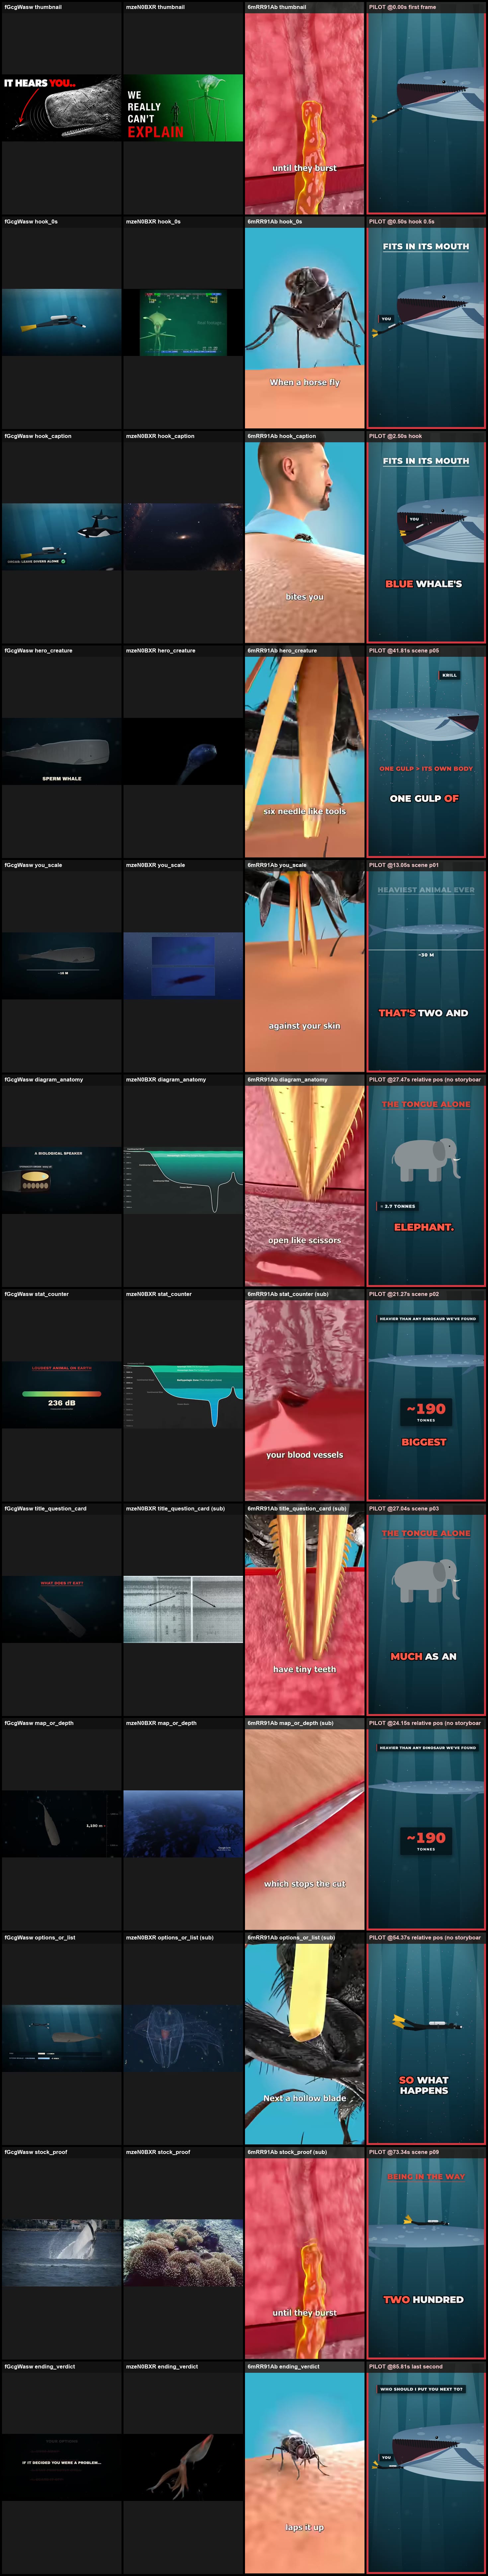 fGcgWasw thumbnail
mzeN0BXR thumbnail
6mRR91Ab thumbnail
PILOT @0.00s first frame
IT HEARS YOU..
WE
REALLY
CAN'T
EXPLAIN
until they burst
fGcgWasw hook_0s
mzeN0BXR hook_0s
6mRR91Ab hook_0s
PILOT @0.50s hook 0.5s
When a horse fly
FITS IN ITS MOUTH
YOU
fGcgWasw hook_caption
mzeN0BXR hook_caption
6mRR91Ab hook_caption
PILOT @2.50s hook
bites you
FITS IN ITS MOUTH
YOU
BLUE WHALE'S
fGcgWasw hero_creature
mzeN0BXR hero_creature
6mRR91Ab hero_creature
PILOT @41.81s scene p05
SPERM WHALE
six needle-like tools
KRILL
ONE GULP > ITS OWN BODY
ONE GULP OF
fGcgWasw you_scale
mzeN0BXR you_scale
6mRR91Ab you_scale
PILOT @13.05s scene p01
against your skin
HEAVIEST ANIMAL EVER
THAT'S TWO AND
fGcgWasw diagram_anatomy
mzeN0BXR diagram_anatomy
6mRR91Ab diagram_anatomy
PILOT @27.47s relative pos (no storyboar
A BIOLOGICAL SPEAKER
open like scissors
THE TONGUE ALONE
≈ 2.7 TONNES
ELEPHANT.
fGcgWasw stat_counter
mzeN0BXR stat_counter
6mRR91Ab stat_counter (sub)
PILOT @21.27s scene p02
LOUDEST ANIMAL ON EARTH
236 dB
your blood vessels
HEAVIER THAN ANY DINOSAUR WE'VE FOUND
~190
TONNES
BIGGEST
fGcgWasw title_question_card
mzeN0BXR title_question_card (sub)
6mRR91Ab title_question_card (sub)
PILOT @27.04s scene p03
WHAT DOES IT EAT?
have tiny teeth
THE TONGUE ALONE
MUCH AS AN
fGcgWasw map_or_depth
mzeN0BXR map_or_depth
6mRR91Ab map_or_depth (sub)
PILOT @24.15s relative pos (no storyboar
which stops the cut
HEAVIER THAN ANY DINOSAUR WE'VE FOUND
~190
TONNES
fGcgWasw options_or_list
mzeN0BXR options_or_list (sub)
6mRR91Ab options_or_list (sub)
PILOT @54.37s relative pos (no storyboar
Next a hollow blade
SO WHAT
HAPPENS
fGcgWasw stock_proof
mzeN0BXR stock_proof
6mRR91Ab stock_proof (sub)
PILOT @73.34s scene p09
until they burst
BEING IN THE WAY
TWO HUNDRED
fGcgWasw ending_verdict
mzeN0BXR ending_verdict
6mRR91Ab ending_verdict
PILOT @85.61s last second
IF IT DECIDED YOU WERE A PROBLEM...
laps it up
WHO SHOULD I PUT YOU NEXT TO?
YOU